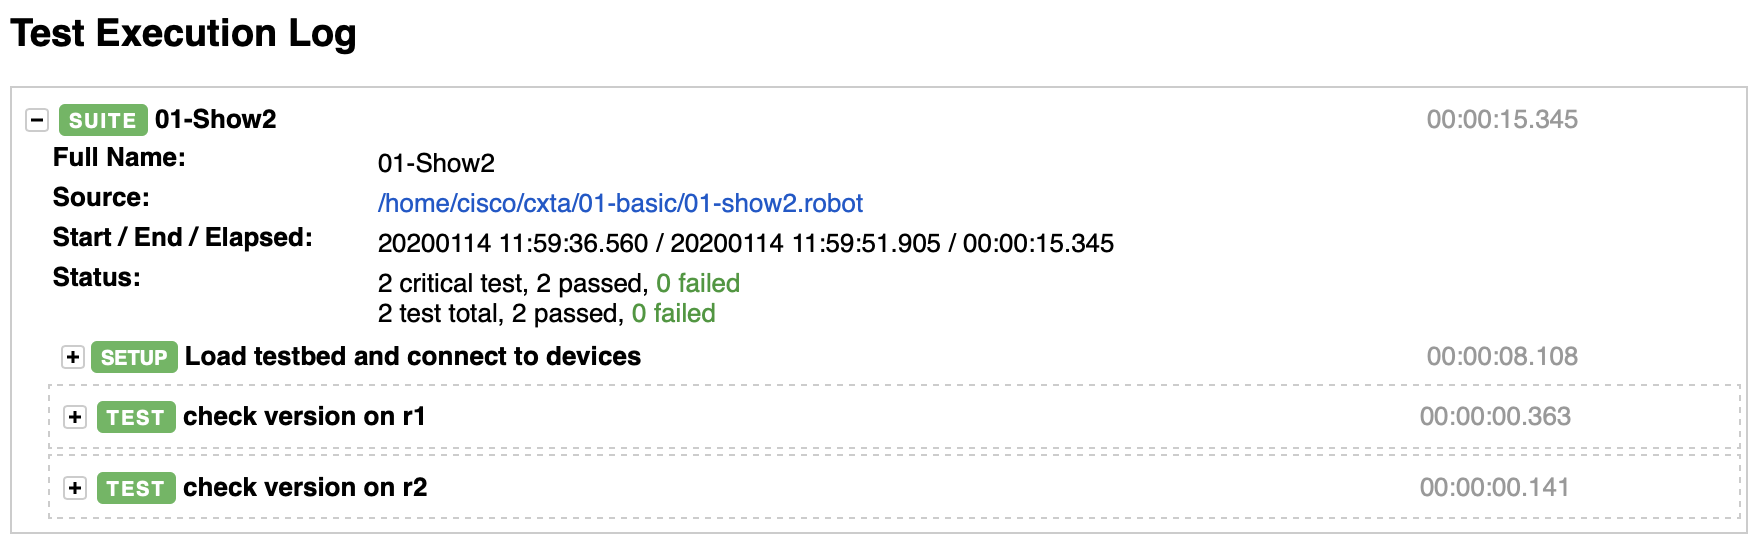 Test Execution Log
SUITE 01-Show2 00:00:15.345
Full Name: 01-Show2
Source: /home/cisco/cxta/01-basic/01-show2.robot
Start / End / Elapsed: 20200114 11:59:36.560 / 20200114 11:59:51.905 / 00:00:15.345
Status: 2 critical test, 2 passed, 0 failed
2 test total, 2 passed, 0 failed
SETUP Load testbed and connect to devices 00:00:08.108
TEST check version on r1 00:00:00.363
TEST check version on r2 00:00:00.141